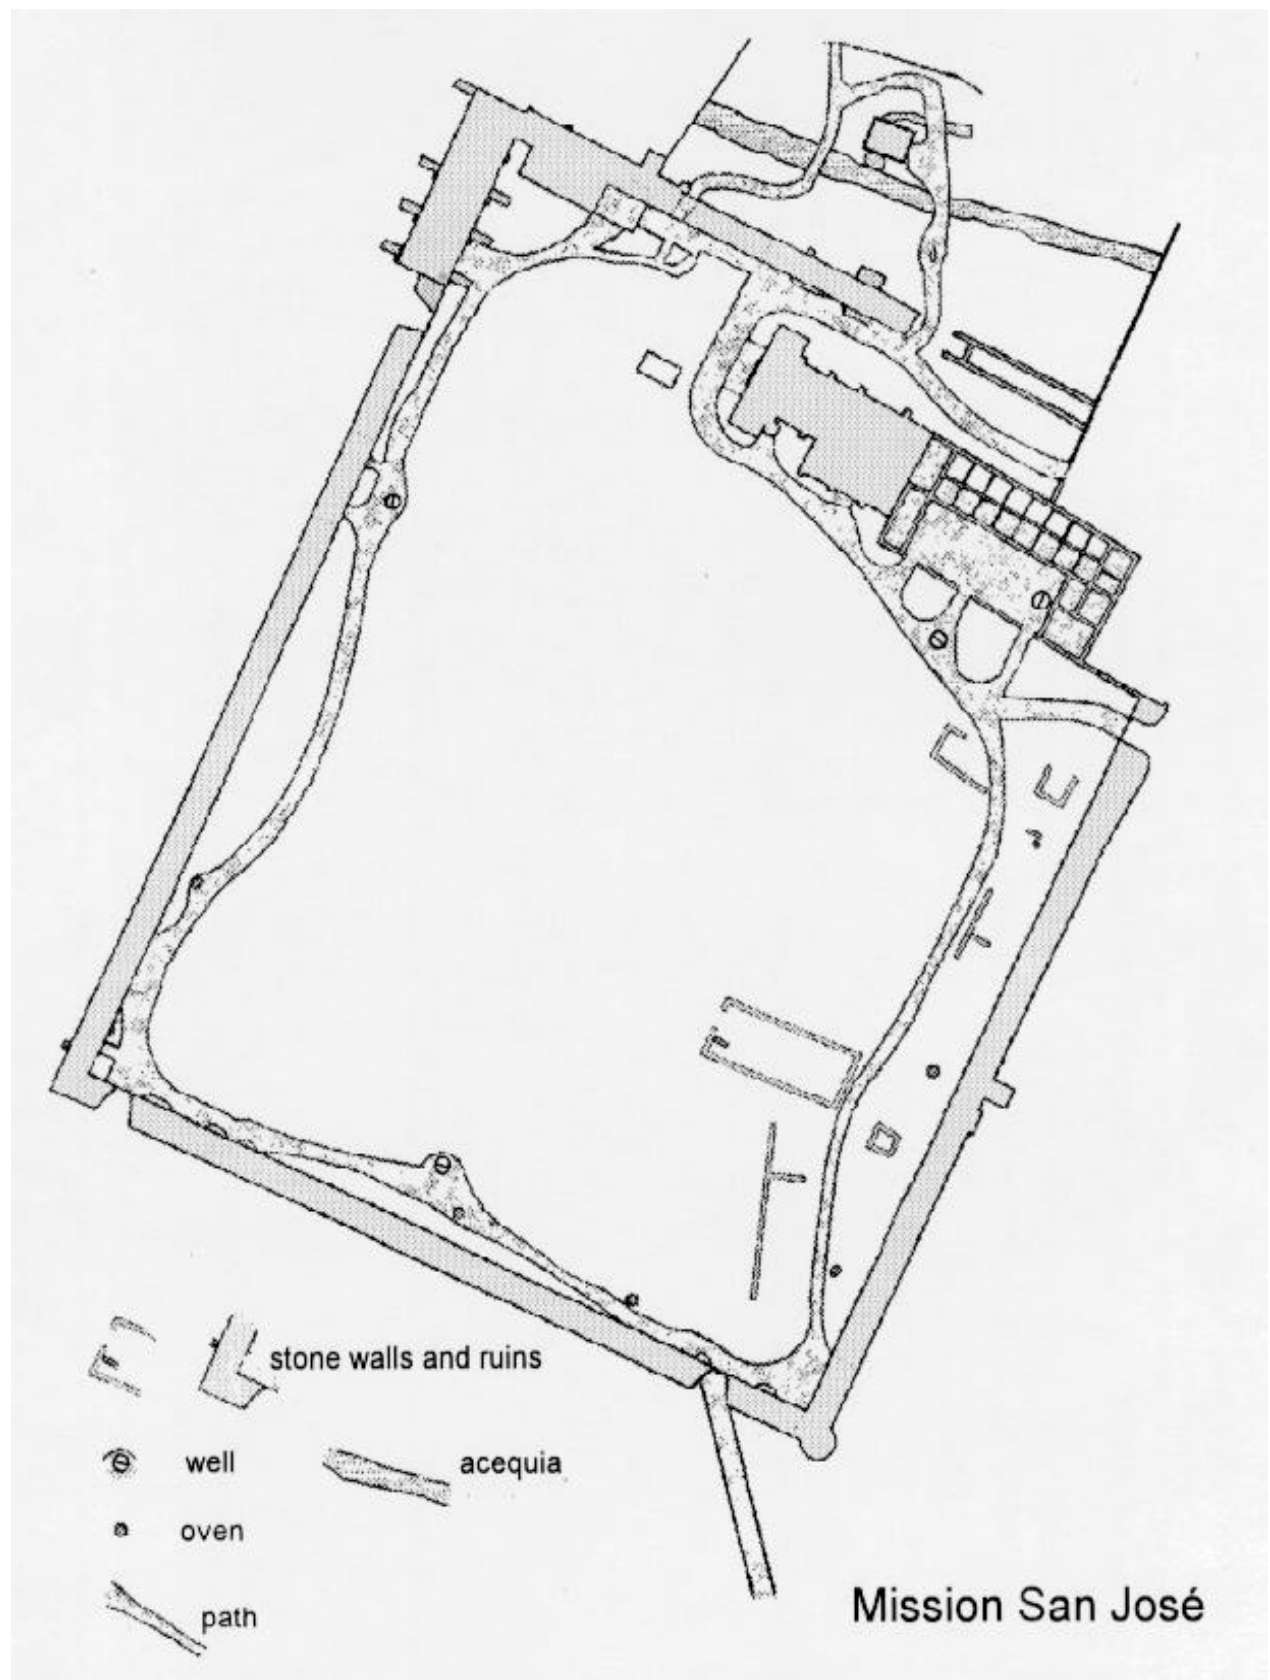 stone walls and ruins
well
acequia
oven
path
Mission San José